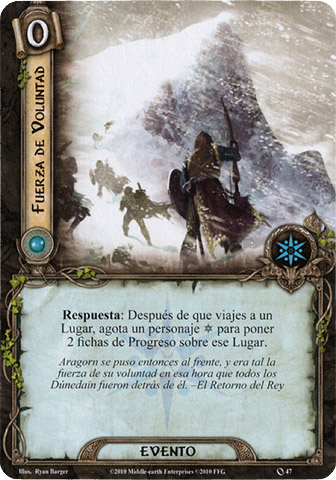 0
FUERZA DE VOLUNTAD
Respuesta: Después de que viajes a un
Lugar, agota un personaje para poner
2 fichas de Progreso sobre ese Lugar.
Aragorn se puso entonces al frente, y era tal la
fuerza de su voluntad en esa hora que todos los
Dúnedain fueron detrás de él. –El Retorno del Rey
EVENTO
Illus. Ryan Barger ©2010 Middle-earth Enterprises ©2010 FFG 47